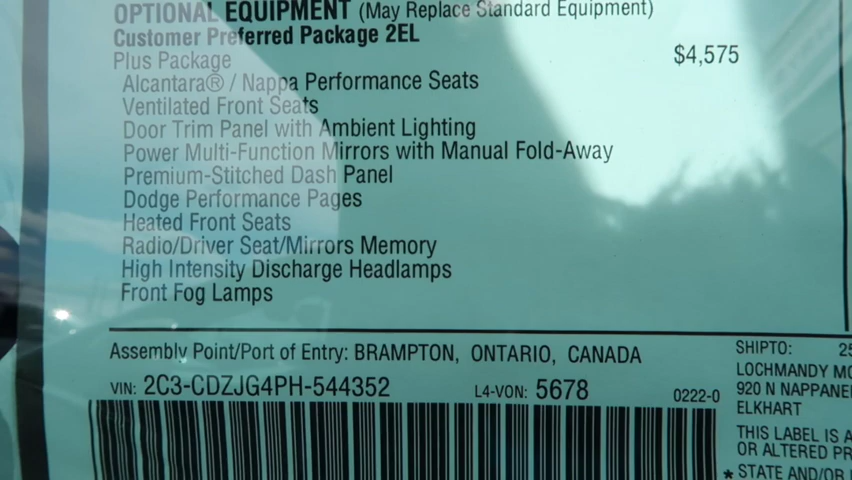 OPTIONAL EQUIPMENT (May Replace Standard Equipment)
Customer Preferred Package 2EL
Plus Package $4,575
Alcantara® / Nappa Performance Seats
Ventilated Front Seats
Door Trim Panel with Ambient Lighting
Power Multi-Function Mirrors with Manual Fold-Away
Premium-Stitched Dash Panel
Dodge Performance Pages
Heated Front Seats
Radio/Driver Seat/Mirrors Memory
High Intensity Discharge Headlamps
Front Fog Lamps
Assembly Point/Port of Entry: BRAMPTON, ONTARIO, CANADA
VIN: 2C3-CDZJG4PH-544352 L4-VON: 5678 0222-0
SHIPTO: 25
LOCHMANDY MO
920 N NAPPANE
ELKHART
THIS LABEL IS A
OR ALTERED PR
* STATE AND/OR